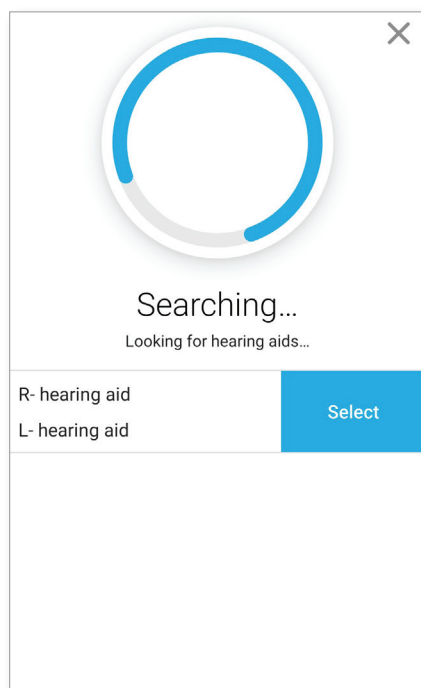 Searching...
Looking for hearing aids...
R- hearing aid
L- hearing aid
Select